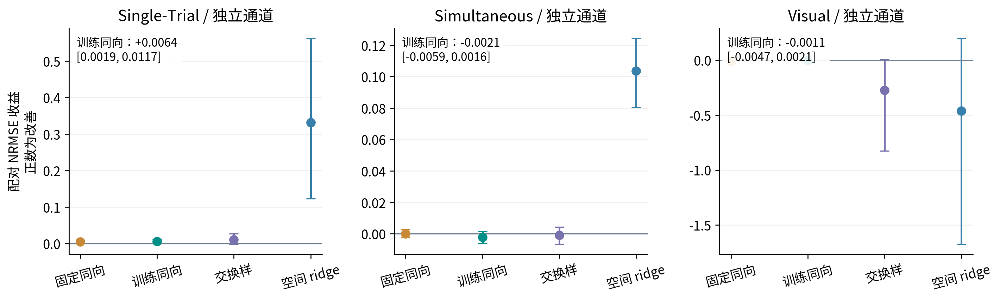 Single-Trial / 独立通道
训练同向：+0.0064
[0.0019, 0.0117]
配对 NRMSE 收益
正数为改善
0.5
0.4
0.3
0.2
0.1
0.0
固定同向
训练同向
交换样
空间 ridge
Simultaneous / 独立通道
训练同向：-0.0021
[-0.0059, 0.0016]
0.12
0.10
0.08
0.06
0.04
0.02
0.00
固定同向
训练同向
交换样
空间 ridge
Visual / 独立通道
训练同向：-0.0011
[-0.0047, 0.0021]
0.0
-0.5
-1.0
-1.5
固定同向
训练同向
交换样
空间 ridge